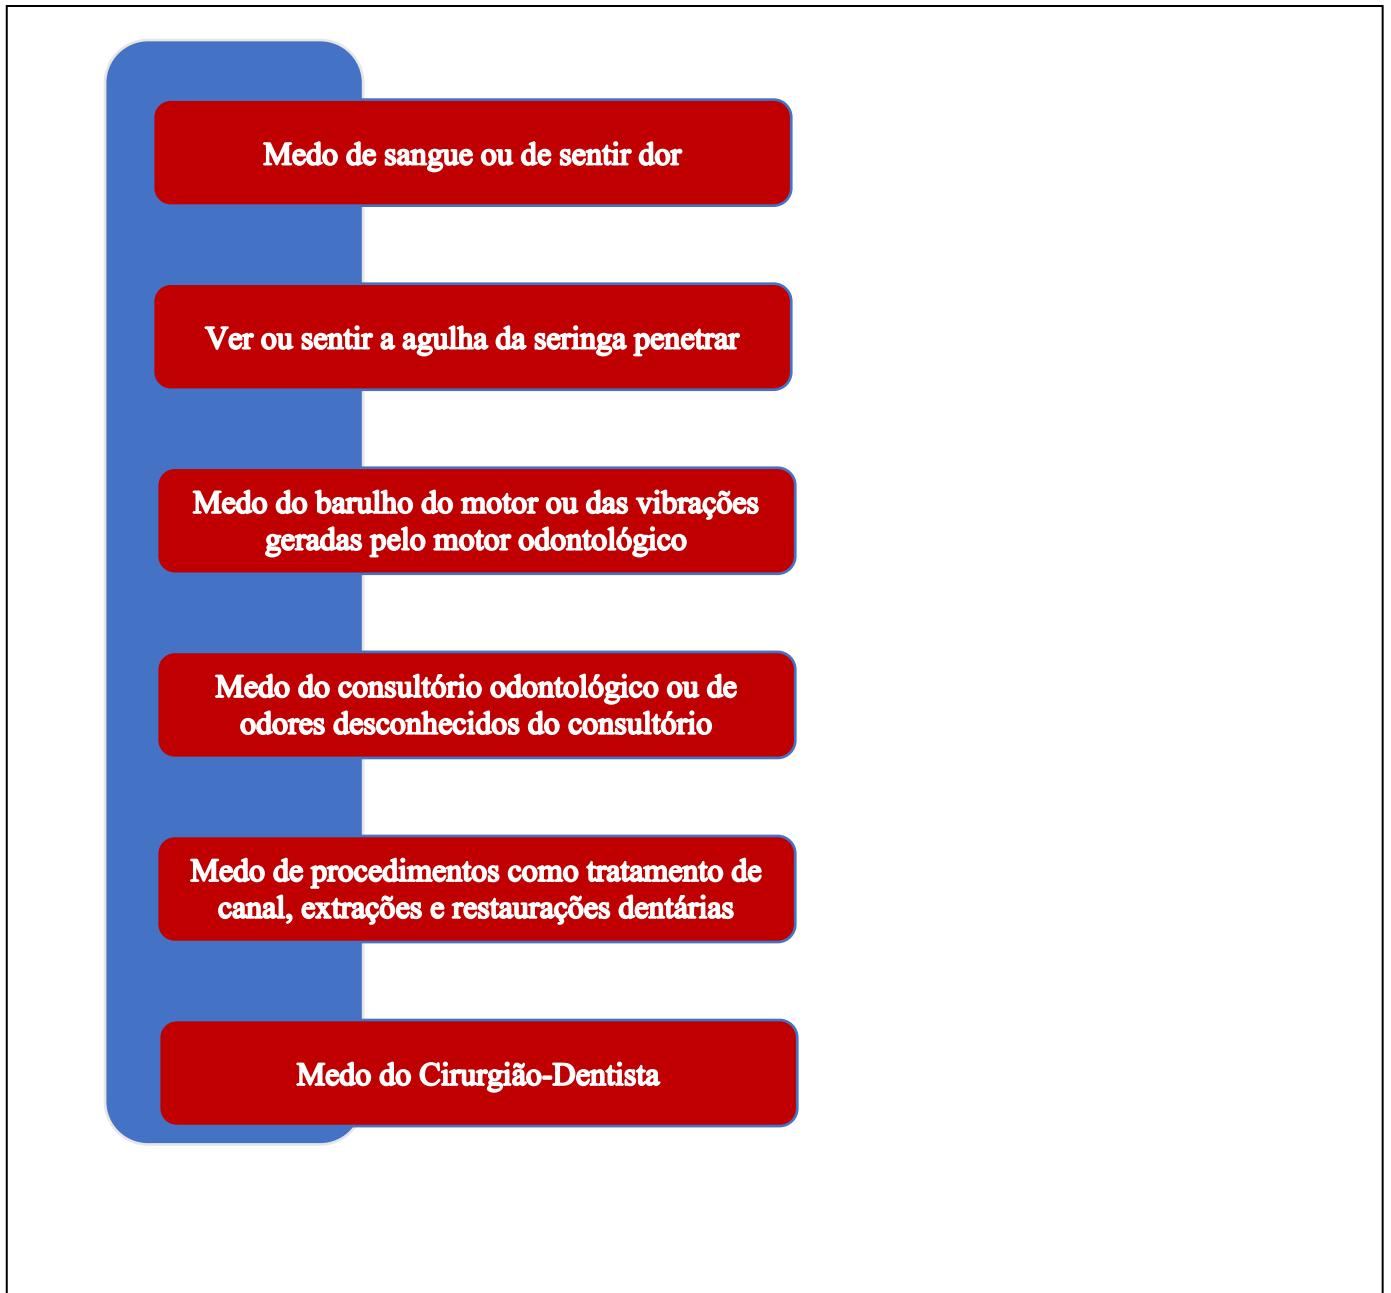 Medo de sangue ou de sentir dor
Ver ou sentir a agulha da seringa penetrar
Medo do barulho do motor ou das vibrações
geradas pelo motor odontológico
Medo do consultório odontológico ou de
odores desconhecidos do consultório
Medo de procedimentos como tratamento de
canal, extrações e restaurações dentárias
Medo do Cirurgião-Dentista